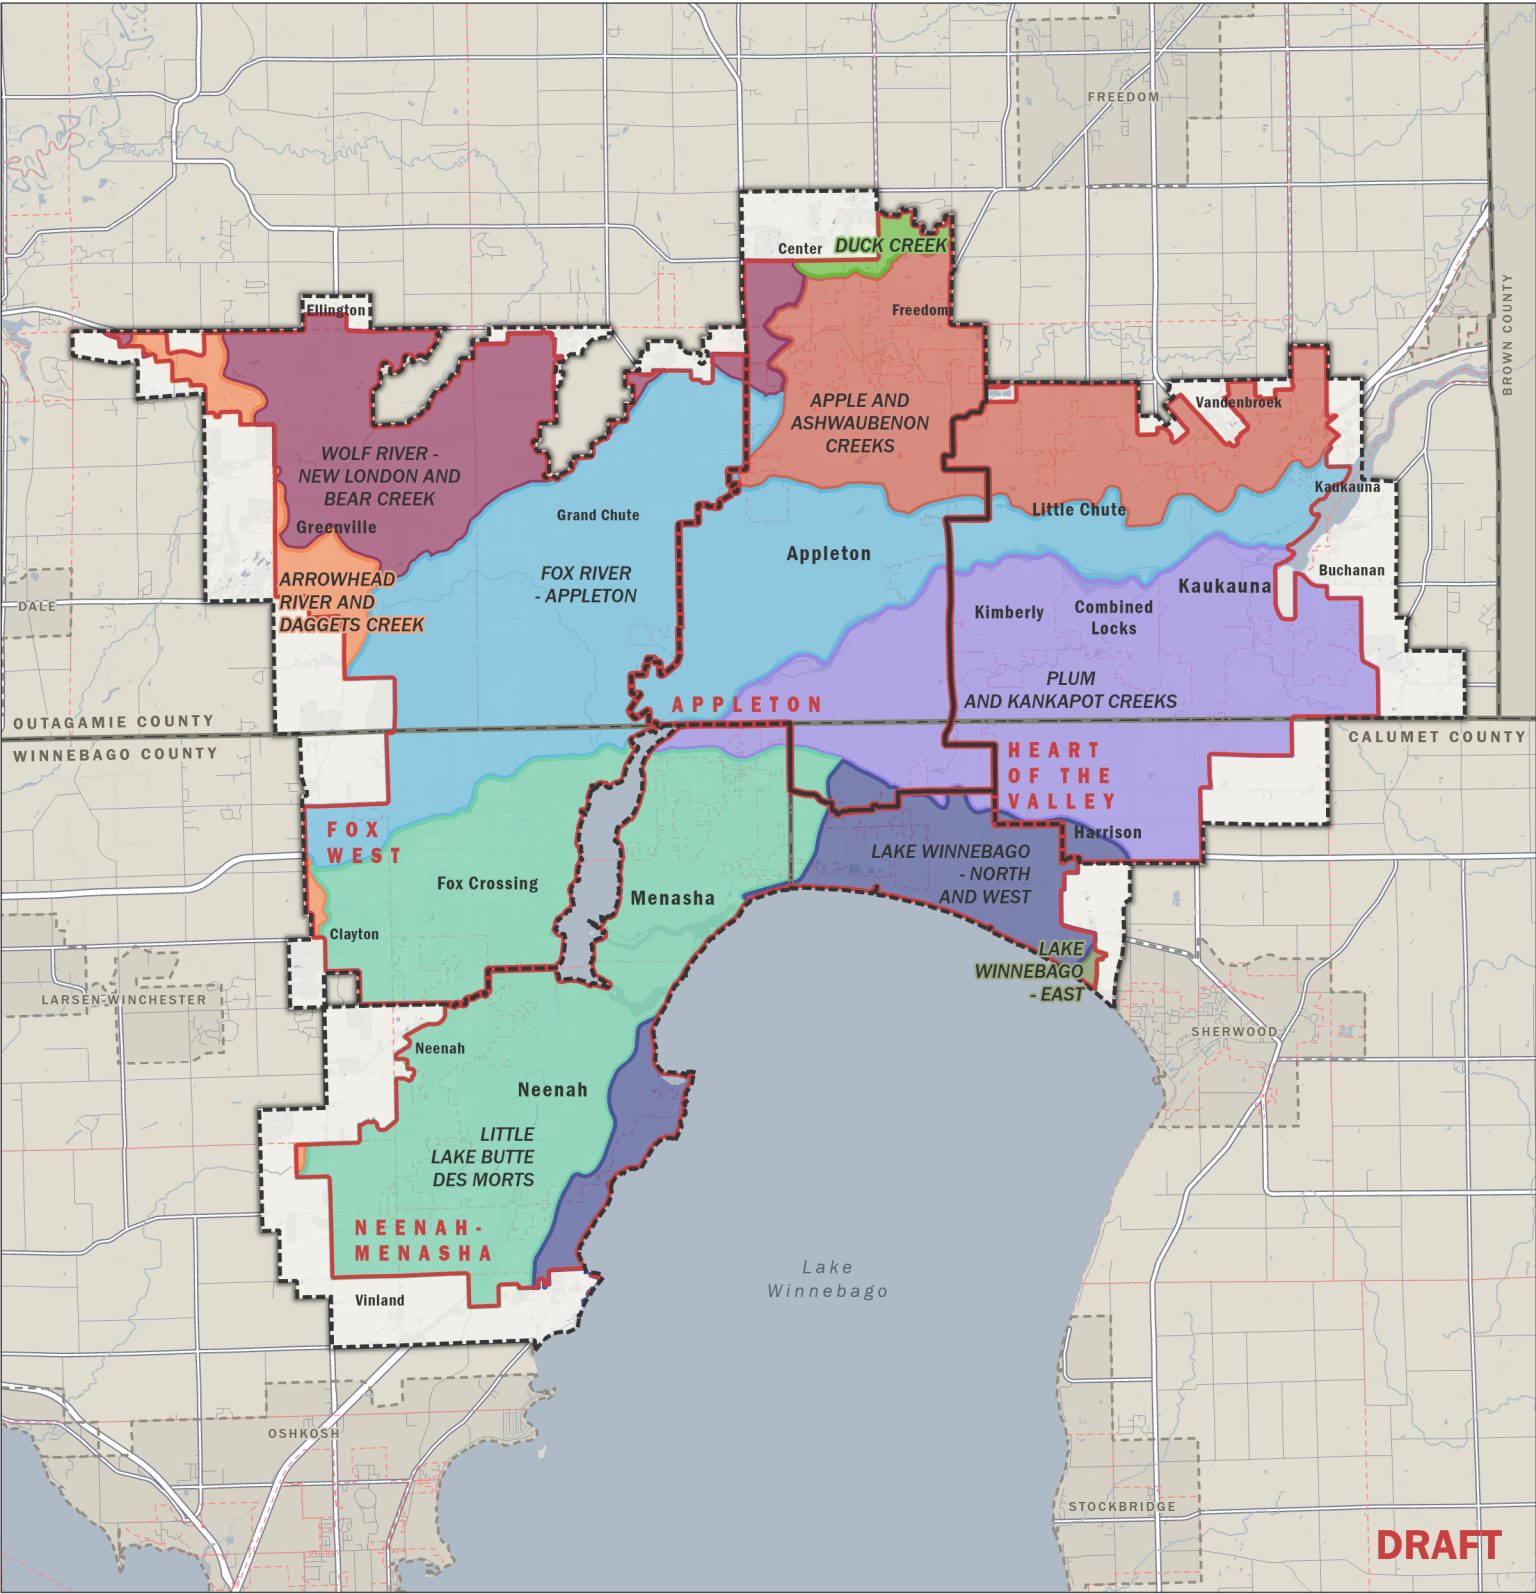 FREEDOM
Center
DUCK CREEK
Ellington
Freedom
BROWN COUNTY
APPLE AND
ASHWAUBENON
CREEKS
Vandenbroek
WOLF RIVER -
NEW LONDON AND
BEAR CREEK
Greenville
Grand Chute
Kaukauna
Little Chute
Appleton
FOX RIVER
- APPLETON
Buchanan
Kaukauna
ARROWHEAD
RIVER AND
DAGGETS CREEK
DALE
Kimberly
Combined
Locks
PLUM
AND KANKAPOT CREEKS
APPLETON
OUTAGAMIE COUNTY
WINNEBAGO COUNTY
CALUMET COUNTY
HEART
OF THE
VALLEY
FOX
WEST
Harrison
LAKE WINNEBAGO
- NORTH
AND WEST
Fox Crossing
Menasha
Clayton
LAKE
WINNEBAGO
- EAST
LARSEN-WINCHESTER
SHERWOOD
Neenah
Neenah
LITTLE
LAKE BUTTE
DES MORTS
NEENAH-
MENASHA
Lake
Winnebago
Vinland
OSHKOSH
STOCKBRIDGE
DRAFT